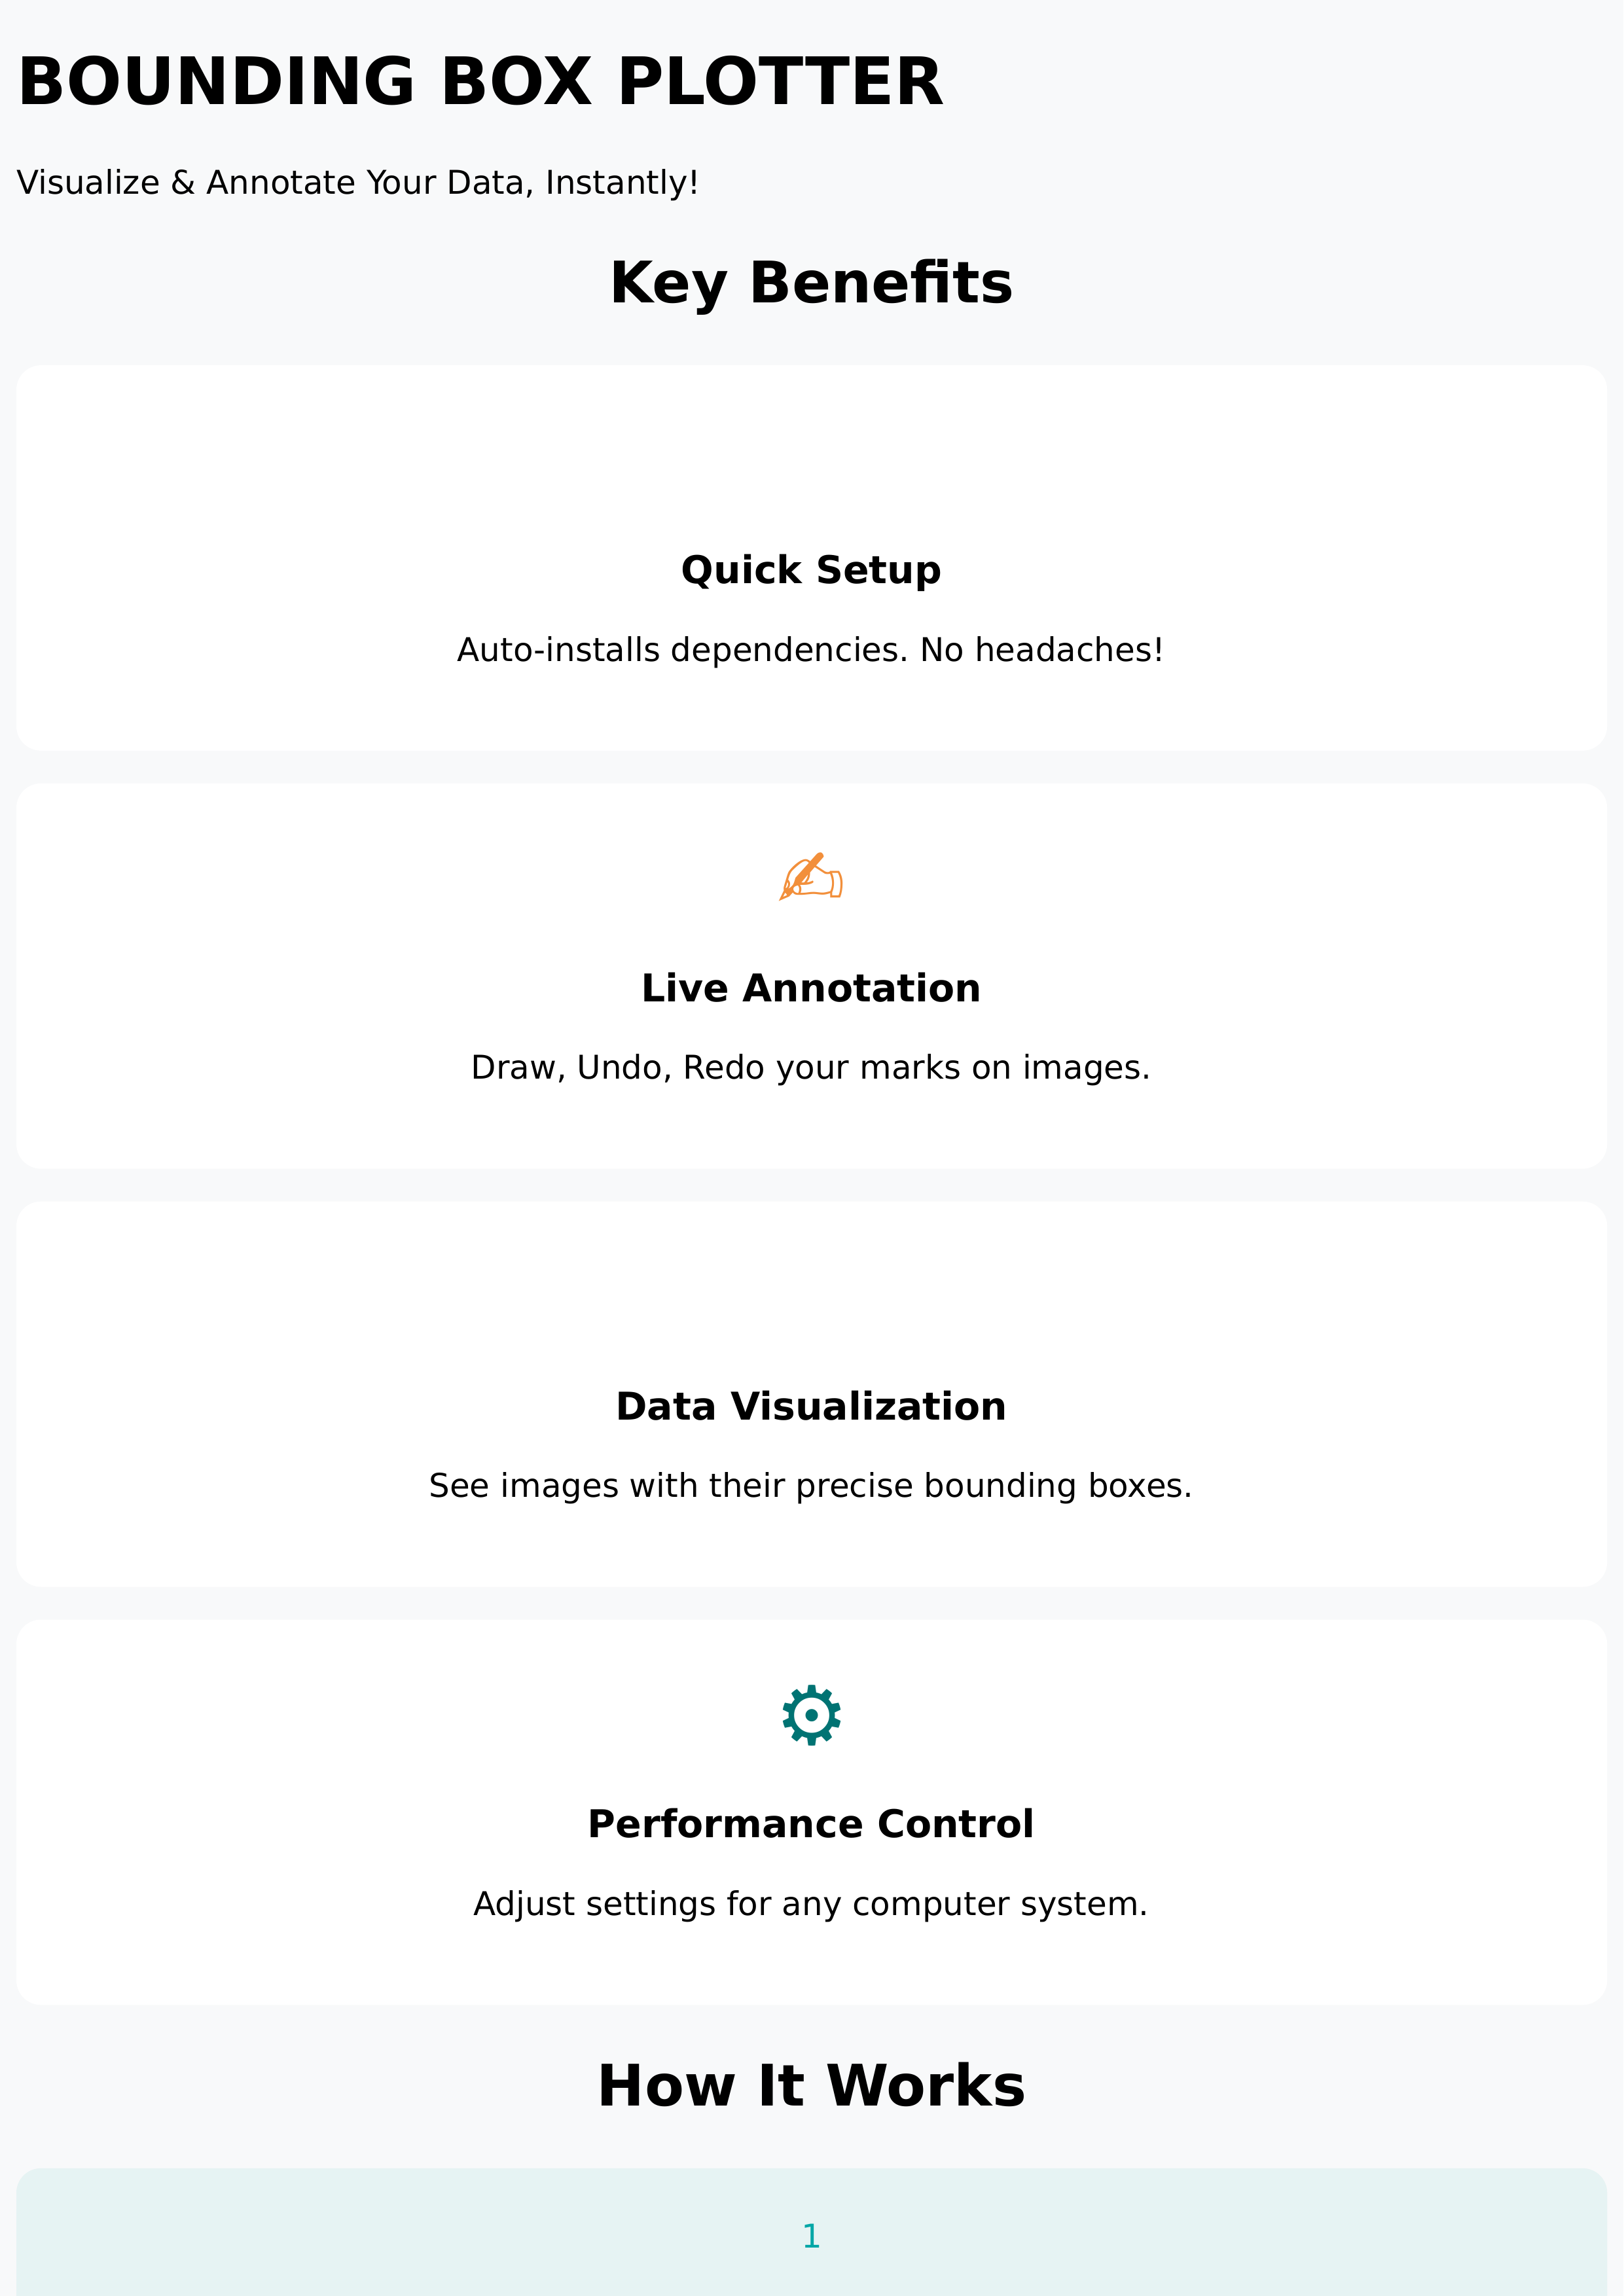 BOUNDING BOX PLOTTER
Visualize & Annotate Your Data, Instantly!
Key Benefits
Quick Setup
Auto-installs dependencies. No headaches!
Live Annotation
Draw, Undo, Redo your marks on images.
Data Visualization
See images with their precise bounding boxes.
Performance Control
Adjust settings for any computer system.
How It Works
1